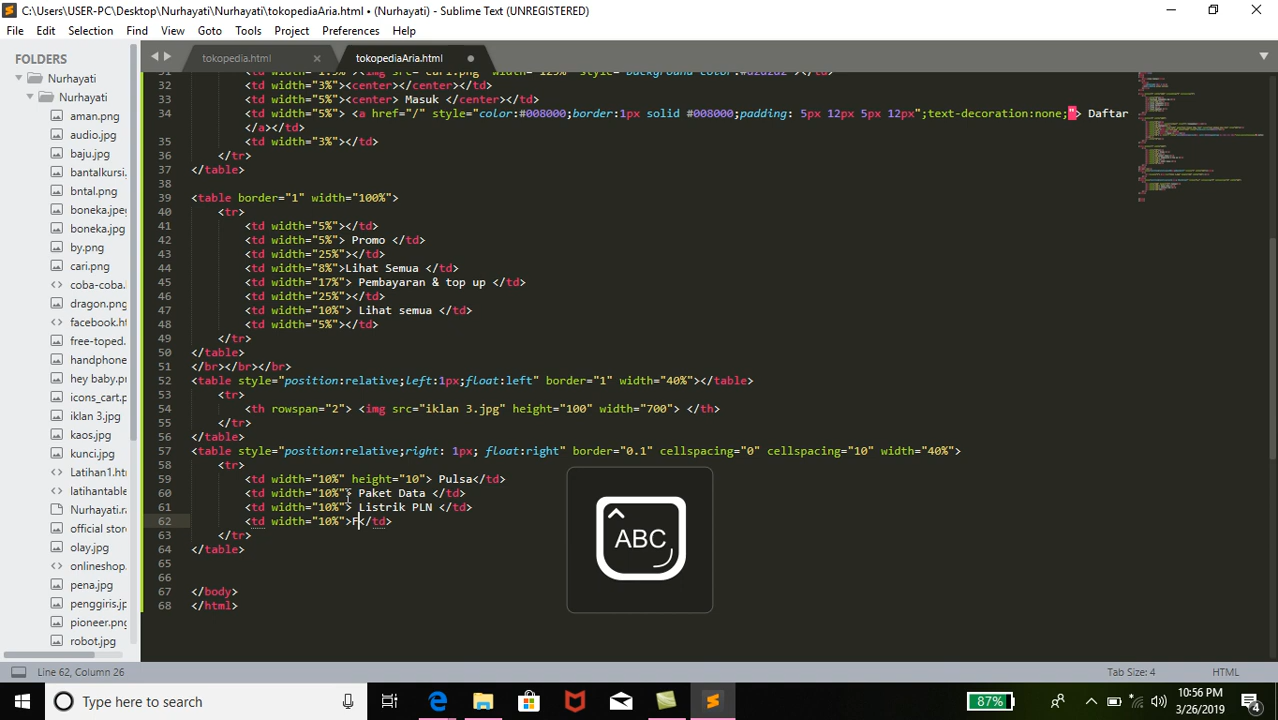 C:\Users\USER-PC\Desktop\Nurhayati\Nurhayati\tokopediaAria.html • (Nurhayati) - Sublime Text (UNREGISTERED)
File Edit Selection Find View Goto Tools Project Preferences Help
FOLDERS
Nurhayati
Nurhayati
aman.png
audio.jpg
baju.jpg
bantalkursi.
bntal.png
boneka.jpeg
boneka.jpg
by.png
cari.png
coba-coba.
dragon.png
facebook.ht
free-toped.
handphone
hey baby.pn
icons_cart.p
iklan 3.jpg
kaos.jpg
kunci.jpg
Latihan1.htm
latihantable
Nurhayati.ra
official store
olay.jpg
onlineshop.
pena.jpg
penggiris.jp
pioneer.png
robot.jpg
tokopedia.html × tokopediaAria.html
32 <td width="3%"><center></center></td>
33 <td width="5%"><center> Masuk </center></td>
34 <td width="5%"> <a href="/" style="color:#008000;border:1px solid #008000;padding: 5px 12px 5px 12px";text-decoration:none;"> Daftar
</a></td>
35 <td width="3%"></td>
36 </tr>
37 </table>
38
39 <table border="1" width="100%">
40 <tr>
41 <td width="5%"></td>
42 <td width="5%"> Promo </td>
43 <td width="25%"></td>
44 <td width="8%">Lihat Semua </td>
45 <td width="17%"> Pembayaran & top up </td>
46 <td width="25%"></td>
47 <td width="10%"> Lihat semua </td>
48 <td width="5%"></td>
49 </tr>
50 </table>
51 </br></br></br>
52 <table style="position:relative;left:1px;float:left" border="1" width="40%"></table>
53 <tr>
54 <th rowspan="2"> <img src="iklan 3.jpg" height="100" width="700"> </th>
55 </tr>
56 </table>
57 <table style="position:relative;right: 1px; float:right" border="0.1" cellspacing="0" cellspacing="10" width="40%">
58 <tr>
59 <td width="10%" height="10"> Pulsa</td>
60 <td width="10%"> Paket Data </td>
61 <td width="10%"> Listrik PLN </td>
62 <td width="10%">F</td>
63 </tr>
64 </table>
65
66
67 </body>
68 </html>
ABC
Line 62, Column 26 Tab Size: 4 HTML
Type here to search
87%
10:56 PM
3/26/2019
4